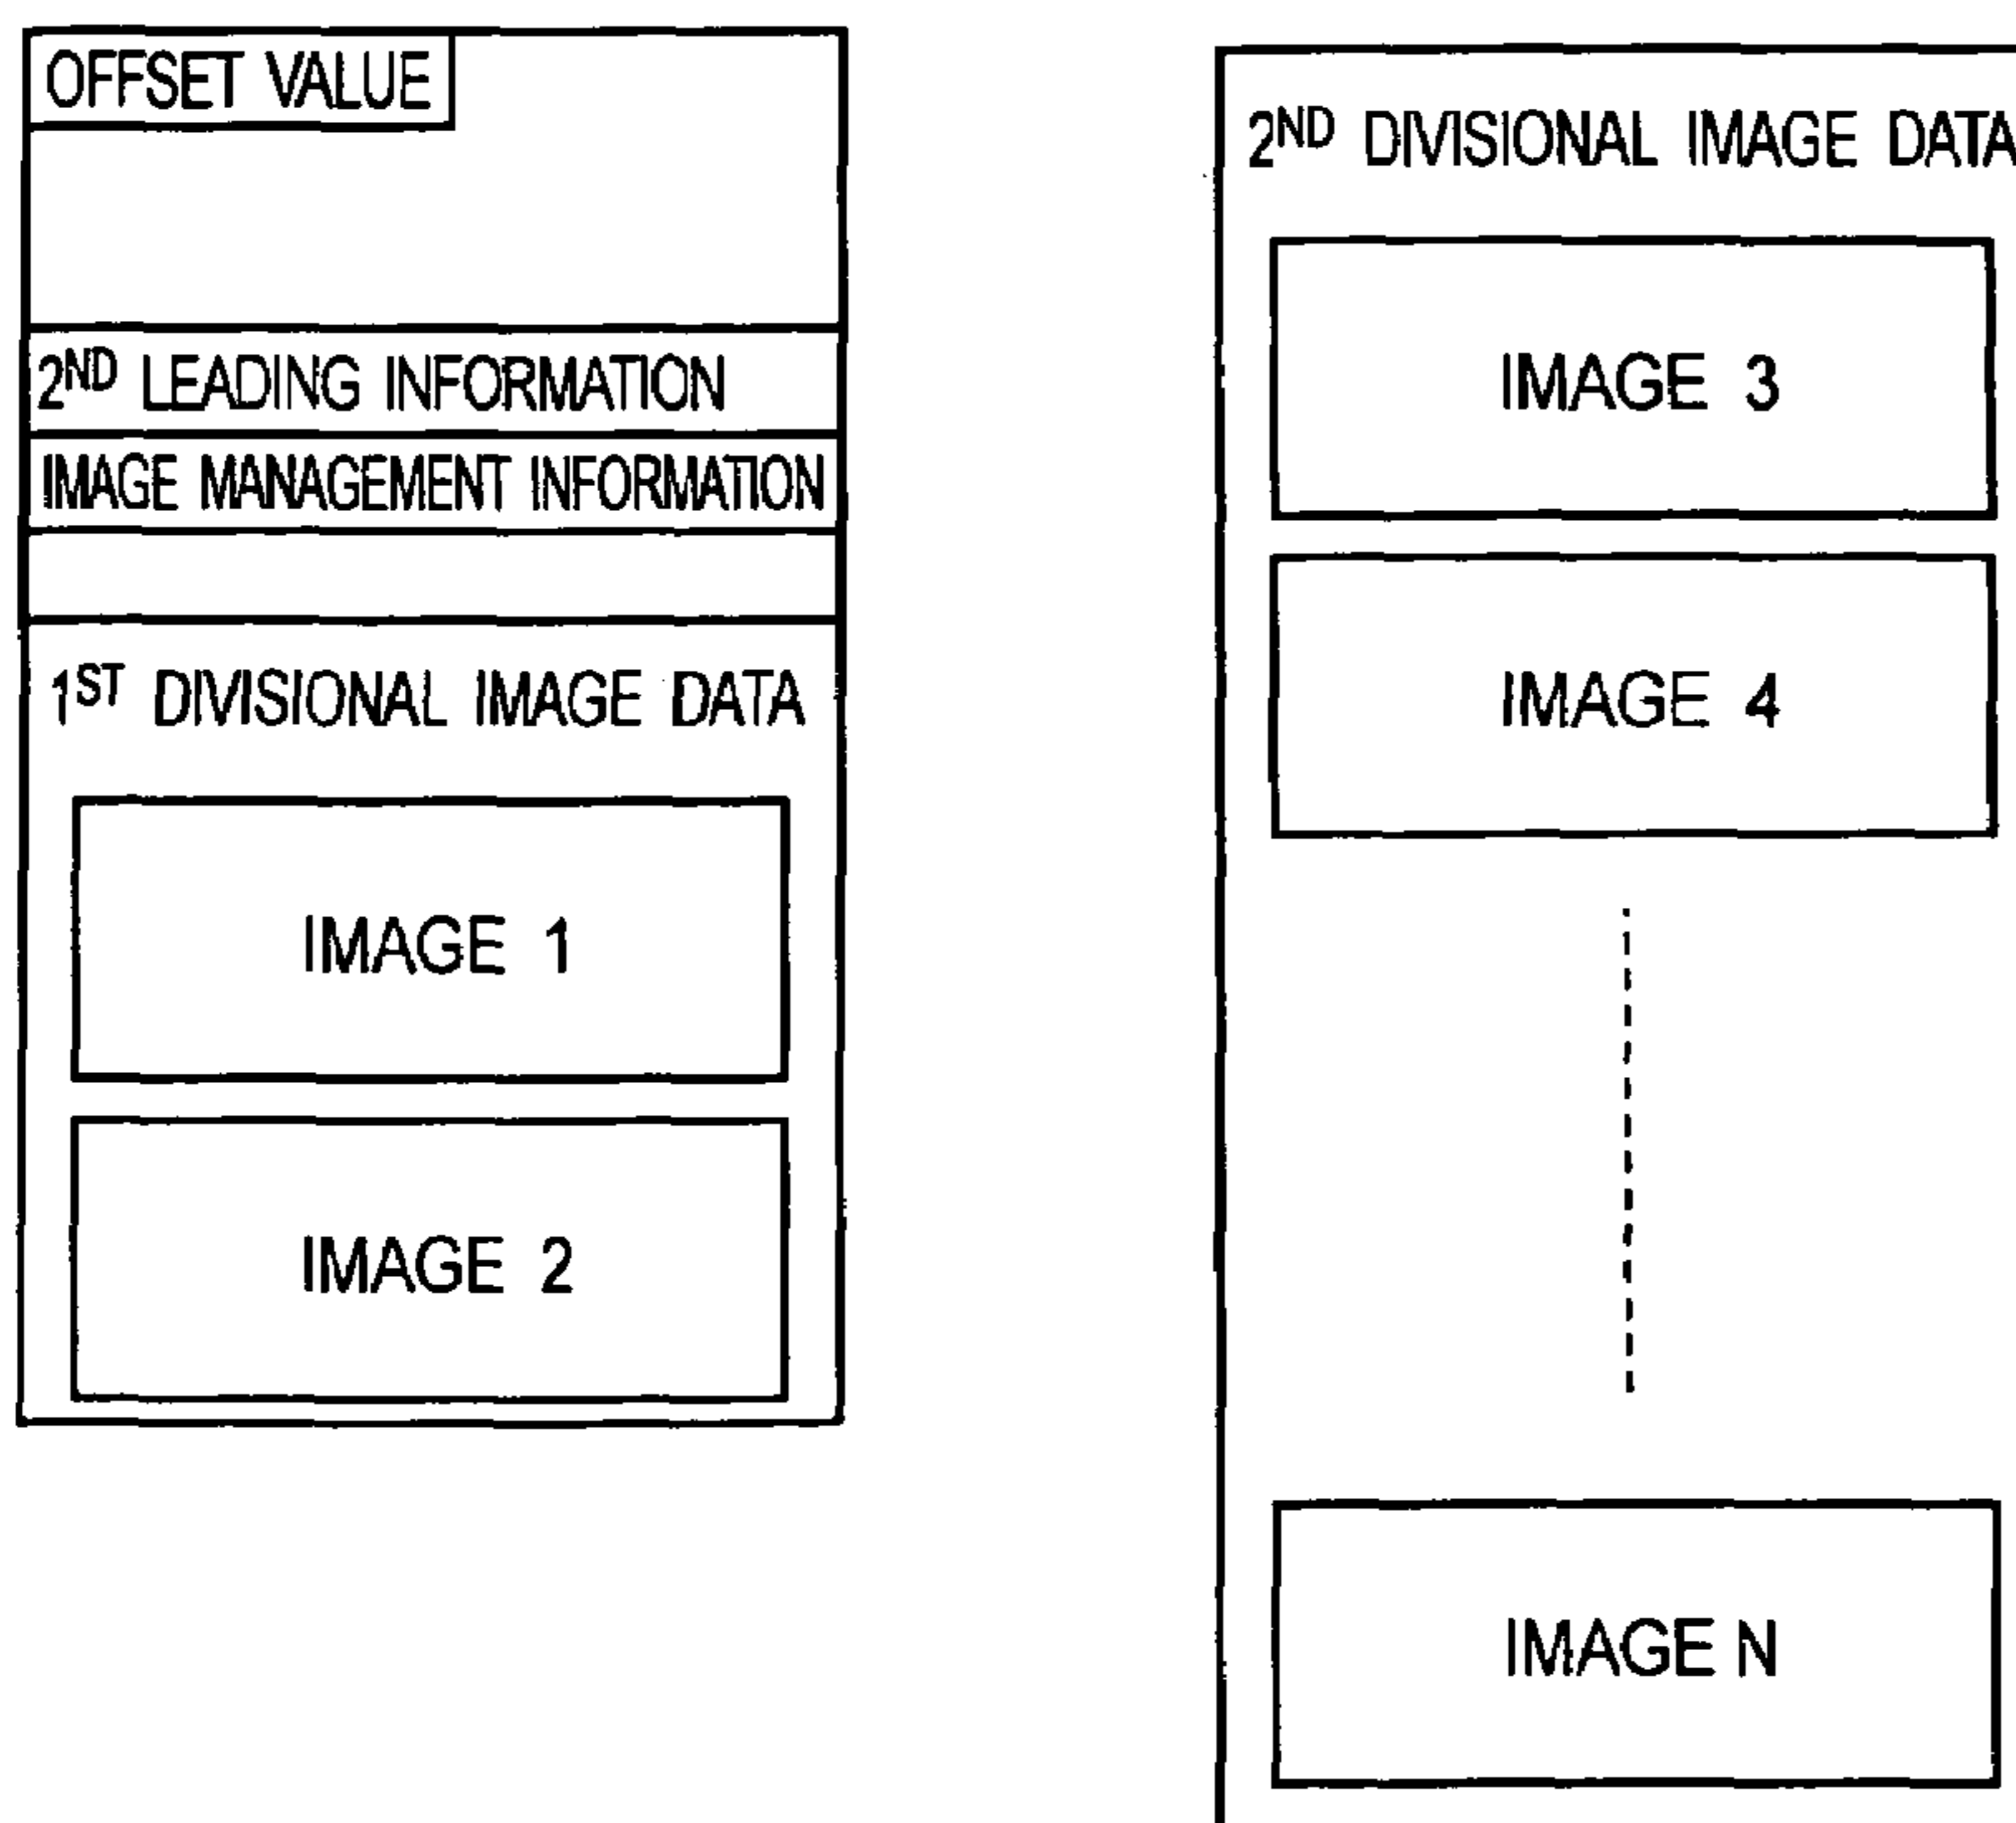 OFFSET VALUE
2ND LEADING INFORMATION
IMAGE MANAGEMENT INFORMATION
1ST DIVISIONAL IMAGE DATA
IMAGE 1
IMAGE 2
2ND DIVISIONAL IMAGE DATA
IMAGE 3
IMAGE 4
IMAGE N